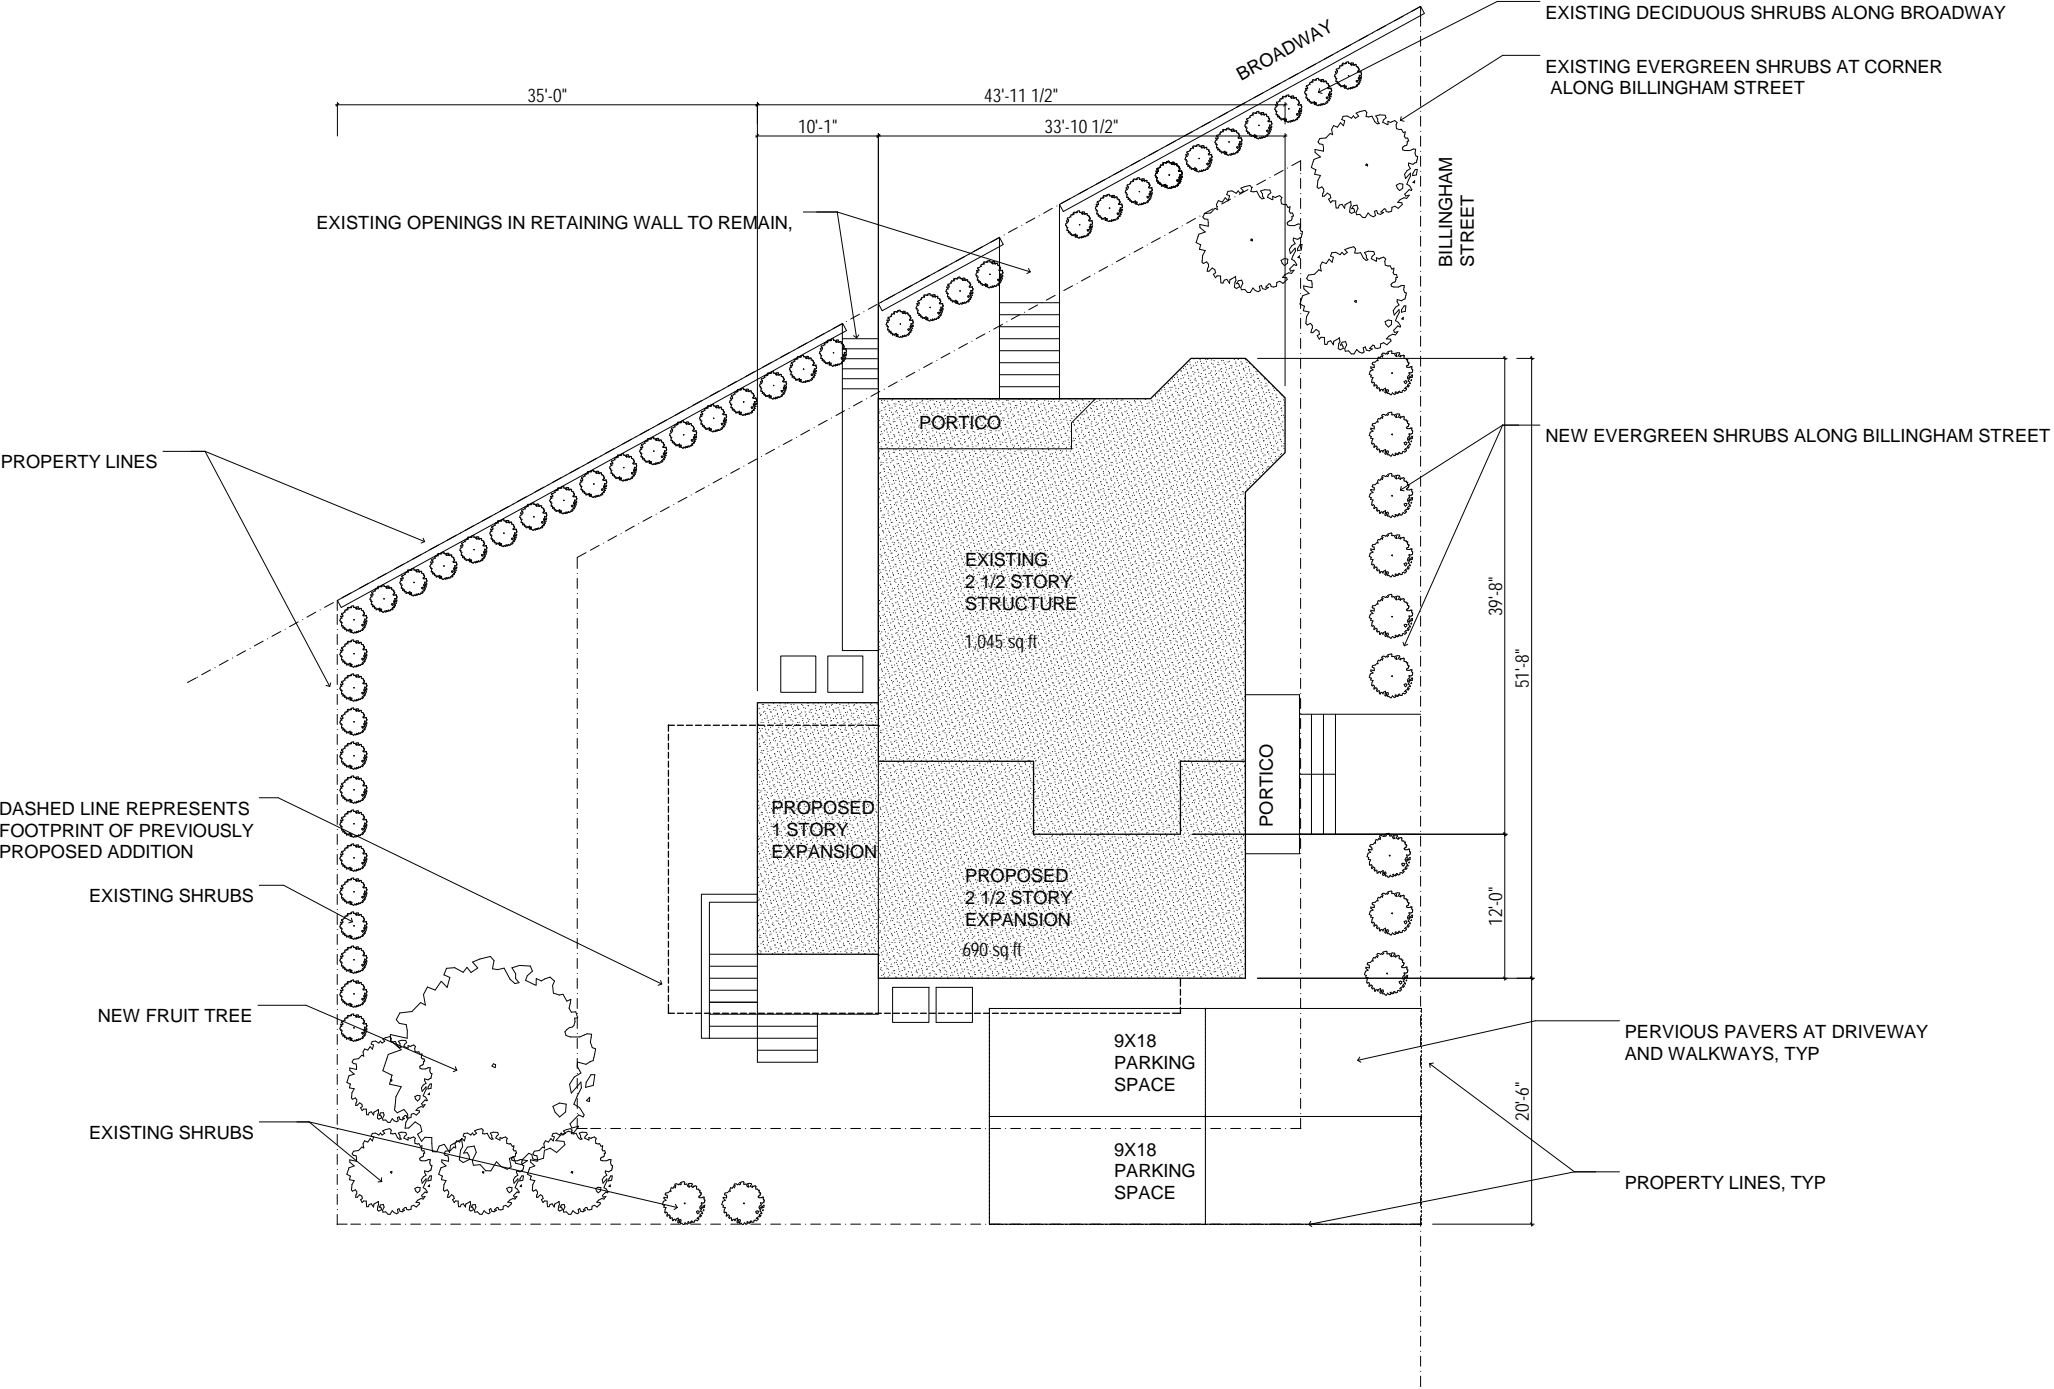 EXISTING DECIDUOUS SHRUBS ALONG BROADWAY
BROADWAY
EXISTING EVERGREEN SHRUBS AT CORNER
ALONG BILLINGHAM STREET
35'-0"
43'-11 1/2"
10'-1"
33'-10 1/2"
BILLINGHAM
STREET
EXISTING OPENINGS IN RETAINING WALL TO REMAIN,
PORTICO
NEW EVERGREEN SHRUBS ALONG BILLINGHAM STREET
PROPERTY LINES
EXISTING
2 1/2 STORY
STRUCTURE
1,045 sq ft
39'-8"
51'-8"
PORTICO
DASHED LINE REPRESENTS
FOOTPRINT OF PREVIOUSLY
PROPOSED ADDITION
PROPOSED
1 STORY
EXPANSION
PROPOSED
2 1/2 STORY
EXPANSION
690 sq ft
12'-0"
EXISTING SHRUBS
NEW FRUIT TREE
9X18
PARKING
SPACE
PERVIOUS PAVERS AT DRIVEWAY
AND WALKWAYS, TYP
20'-6"
EXISTING SHRUBS
9X18
PARKING
SPACE
PROPERTY LINES, TYP